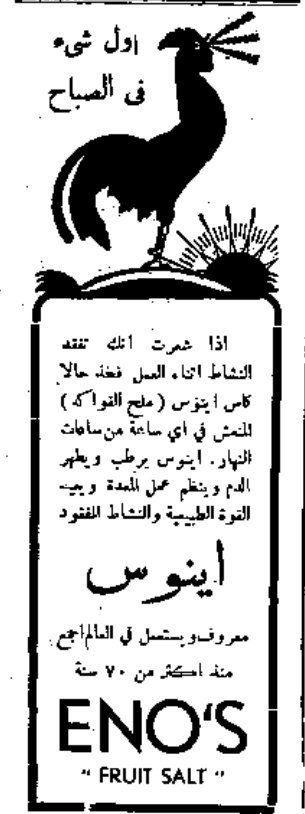 اول شيء
في الصباح
اذا شعرت انك تفقد
النشاط اثناء العمل فخذ حالا
كاس اينوس ( ملح الفواكه )
المنعش في اي ساعة من ساعات
النهار . اينوس يرطب ويطهر
الدم وينظم عمل المعدة ويعيد
القوة الطبيعية والنشاط المفقود
اينوس
معروف ويستعمل في العالم اجمع
منذ اكثر من ٧٠ سنة
ENO'S
" FRUIT SALT "